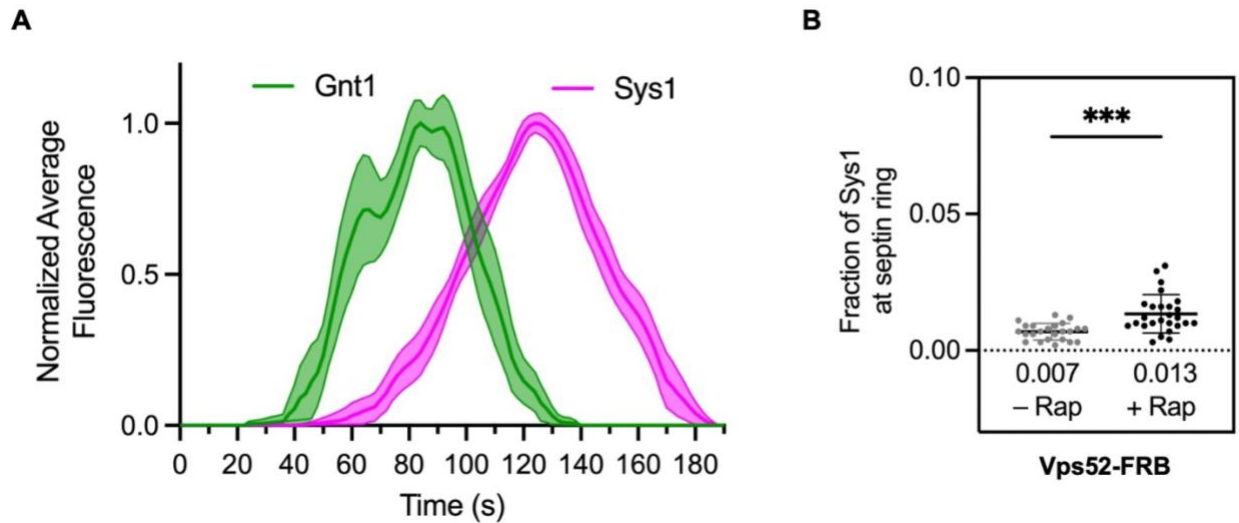 A
Gnt1
Sys1
Normalized Average
Fluorescence
1.0
0.5
0.0
0 20 40 60 80 100 120 140 160 180
Time (s)
B
Fraction of Sys1
at septin ring
0.10
0.05
0.00
***
0.007 0.013
– Rap + Rap
Vps52-FRB